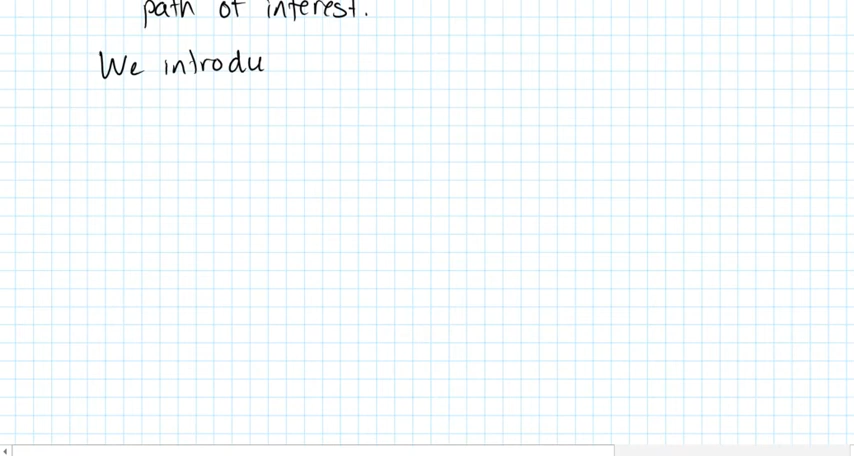 path of interest.
We introdu